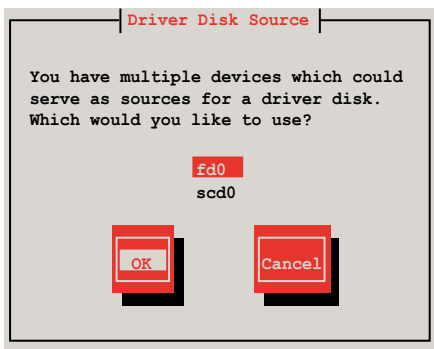 Driver Disk Source
You have multiple devices which could
serve as sources for a driver disk.
Which would you like to use?
fd0
scd0
OK Cancel